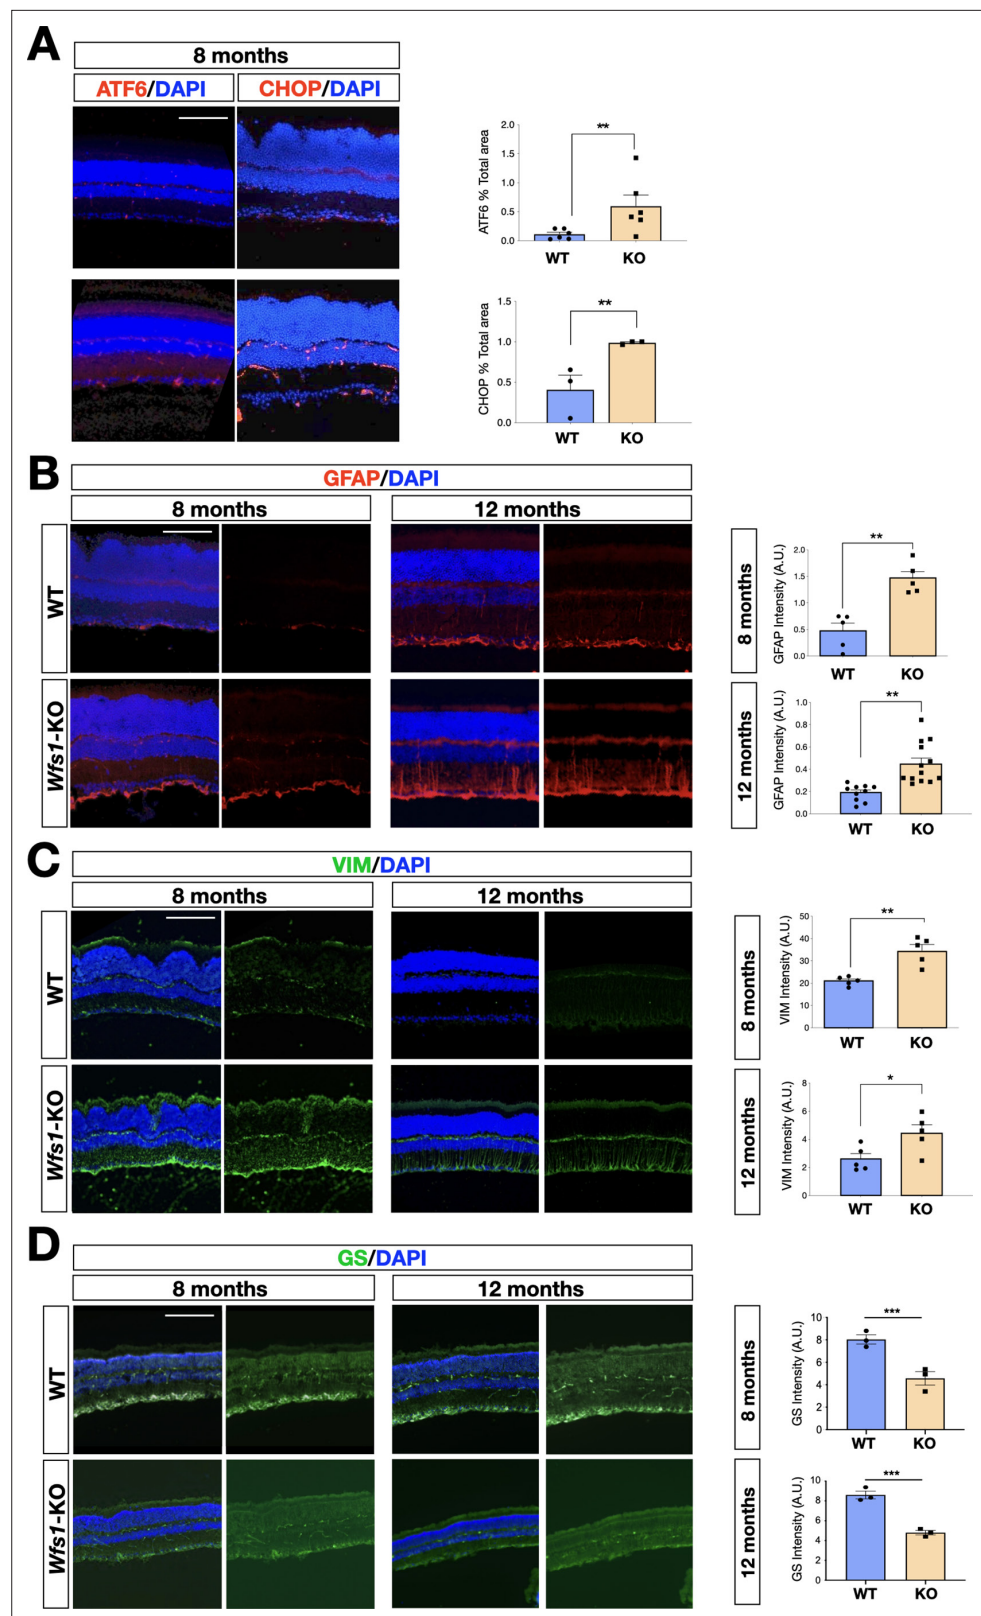 A
8 months
ATF6/DAPI
CHOP/DAPI
ATF6 % Total area
2.0
1.5
1.0
0.5
0.0
**
WT
KO
CHOP % Total area
1.5
1.0
0.5
0.0
**
WT
KO
B
GFAP/DAPI
8 months
12 months
WT
Wfs1-KO
8 months
GFAP Intensity (A.U.)
2.0
1.5
1.0
0.5
0.0
**
WT
KO
12 months
GFAP Intensity (A.U.)
1.0
0.8
0.6
0.4
0.2
0.0
**
WT
KO
C
VIM/DAPI
8 months
12 months
WT
Wfs1-KO
8 months
VIM Intensity (A.U.)
50
40
30
20
10
0
**
WT
KO
12 months
VIM Intensity (A.U.)
8
6
4
2
0
*
WT
KO
D
GS/DAPI
8 months
12 months
WT
Wfs1-KO
8 months
GS Intensity (A.U.)
10
8
6
4
2
0
***
WT
KO
12 months
GS Intensity (A.U.)
10
8
6
4
2
0
***
WT
KO